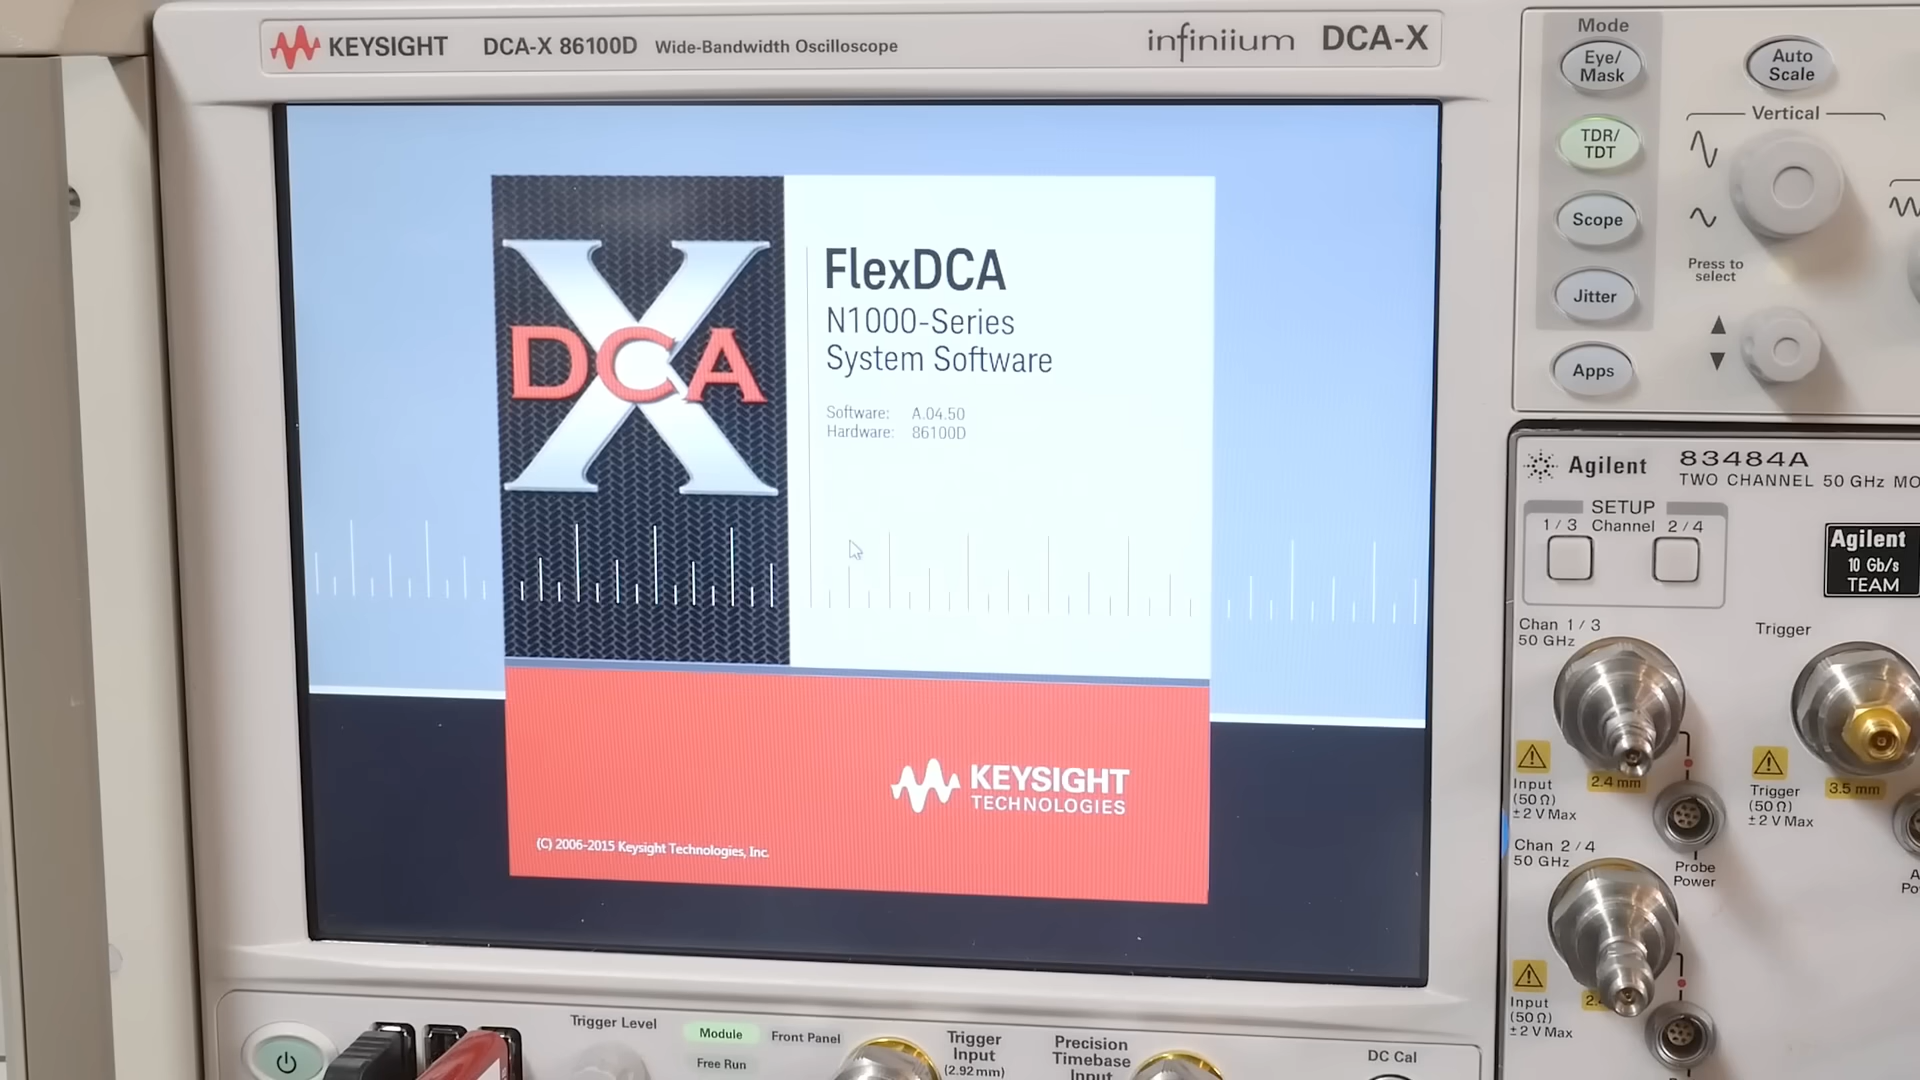 KEYSIGHT DCA-X 86100D Wide-Bandwidth Oscilloscope infiniium DCA-X
X
DCA
FlexDCA
N1000-Series
System Software
Software: A.04.50
Hardware: 86100D
KEYSIGHT
TECHNOLOGIES
(C) 2006-2015 Keysight Technologies, Inc.
Mode
Eye/
Mask
TDR/
TDT
Scope
Jitter
Apps
Auto
Scale
Vertical
Press to
select
Agilent 83484A
TWO CHANNEL 50 GHz
SETUP
1 / 3 Channel 2 / 4
Agilent
10 Gb/s
TEAM
Chan 1 / 3
50 GHz
Trigger
2.4 mm
Input
(50 Ω)
± 2 V Max
3.5 mm
Trigger
(50 Ω)
± 2 V Max
Chan 2 / 4
50 GHz
Probe
Power
Input
(50 Ω)
± 2 V Max
Trigger Level
Module
Front Panel
Free Run
Trigger
Input
(2.92 mm)
Precision
Timebase
Input
DC Cal